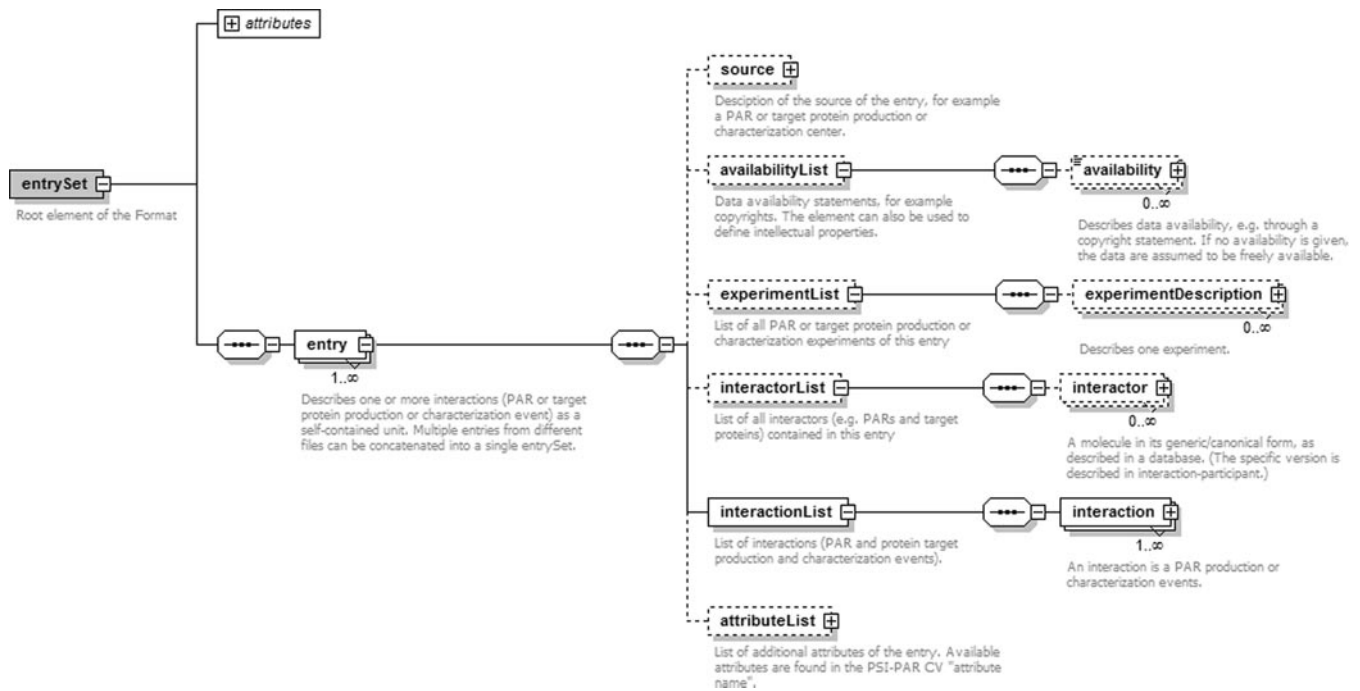 attributes
source
Desciption of the source of the entry, for example
a PAR or target protein production or
characterization center.
entrySet
Root element of the Format
availabilityList
Data availability statements, for example
copyrights. The element can also be used to
define intellectual properties.
availability
0..∞
Describes data availability, e.g. through a
copyright statement. If no availability is given,
the data are assumed to be freely available.
experimentList
List of all PAR or target protein production or
characterization experiments of this entry
experimentDescription
0..∞
Describes one experiment.
entry
1..∞
Describes one or more interactions (PAR or target
protein production or characterization event) as a
self-contained unit. Multiple entries from different
files can be concatenated into a single entrySet.
interactorList
List of all interactors (e.g. PARs and target
proteins) contained in this entry
interactor
0..∞
A molecule in its generic/canonical form, as
described in a database. (The specific version is
described in interaction-participant.)
interactionList
List of interactions (PAR and protein target
production and characterization events).
interaction
1..∞
An interaction is a PAR production or
characterization events.
attributeList
List of additional attributes of the entry. Available
attributes are found in the PSI-PAR CV "attribute
name".